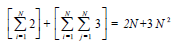 [∑_{i=1}^{N} 2] + [∑_{i=1}^{N} ∑_{j=1}^{N} 3] = 2N+3N²